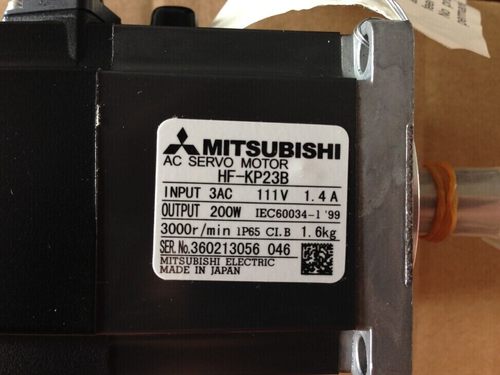 MITSUBISHI
AC SERVO MOTOR
HF-KP23B
INPUT 3AC 111V 1.4A
OUTPUT 200W IEC60034-1 '99
3000r/min IP65 CI.B 1.6kg
SER.No.360213056 046
MITSUBISHI ELECTRIC
MADE IN JAPAN